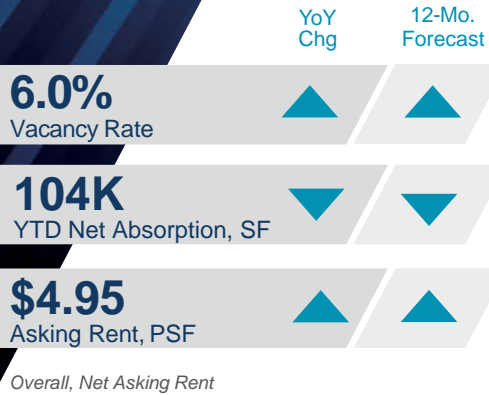 YoY
Chg
12-Mo.
Forecast
6.0%
Vacancy Rate
104K
YTD Net Absorption, SF
$4.95
Asking Rent, PSF
Overall, Net Asking Rent